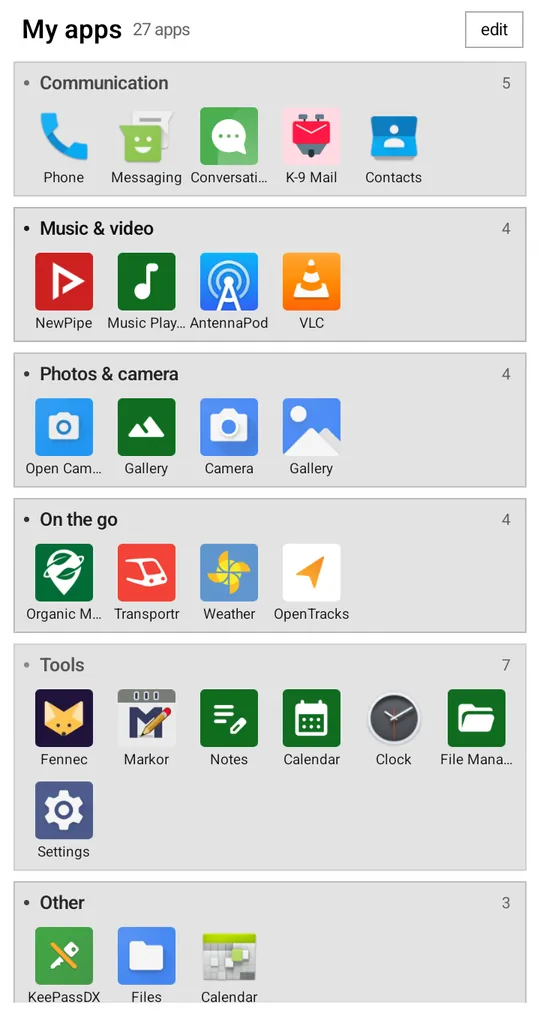 My apps 27 apps edit
• Communication 5
Phone Messaging Conversati... K-9 Mail Contacts
• Music & video 4
NewPipe Music Play... AntennaPod VLC
• Photos & camera 4
Open Cam... Gallery Camera Gallery
• On the go 4
Organic M... Transportr Weather OpenTracks
• Tools 7
Fennec Markor Notes Calendar Clock File Mana...
Settings
• Other 3
KeePassDX Files Calendar